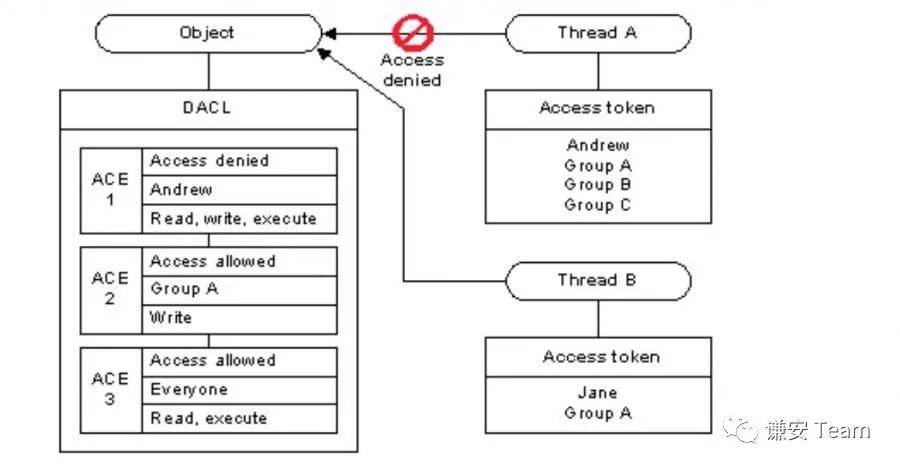 Object
Thread A
Access
denied
DACL
Access token
Andrew
Group A
Group B
Group C
ACE
1
Access denied
Andrew
Read, write, execute
ACE
2
Access allowed
Group A
Write
ACE
3
Access allowed
Everyone
Read, execute
Thread B
Access token
Jane
Group A
谦安 Team